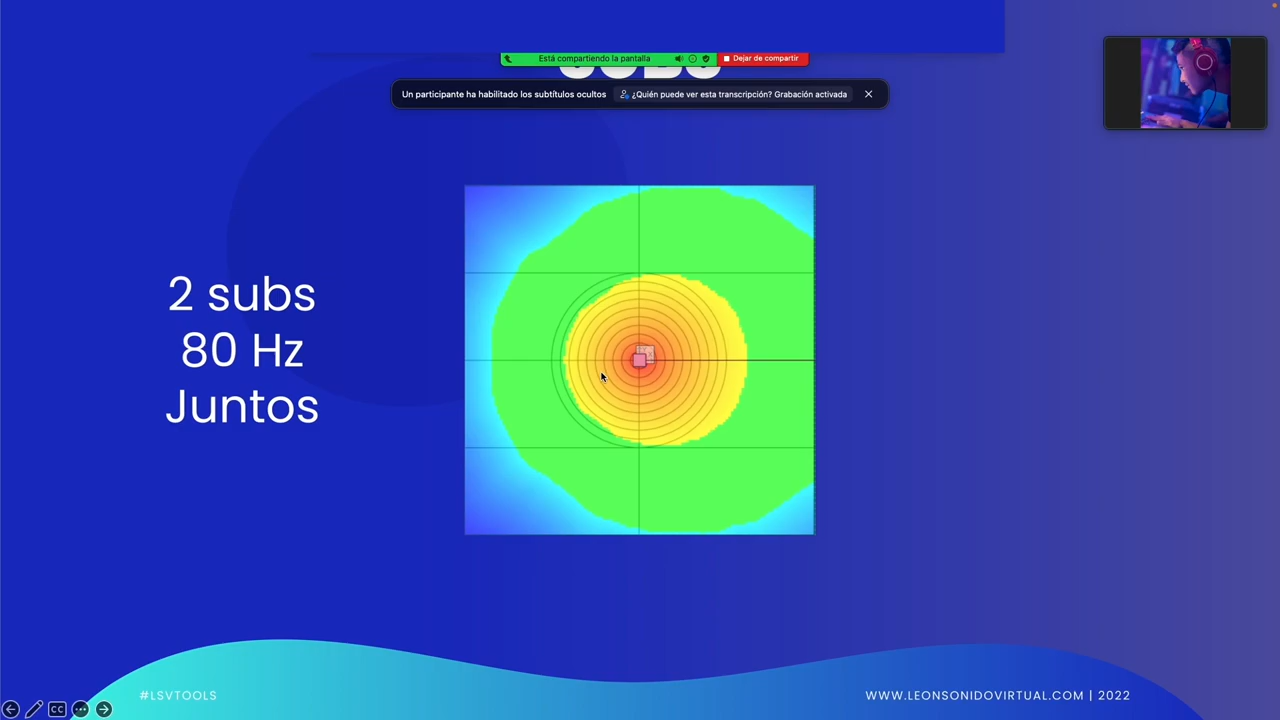 Está compartiendo la pantalla
Dejar de compartir
Un participante ha habilitado los subtítulos ocultos
¿Quién puede ver esta transcripción? Grabación activada
2 subs
80 Hz
Juntos
#LSVTOOLS
WWW.LEONSONIDOVIRTUAL.COM | 2022
CC